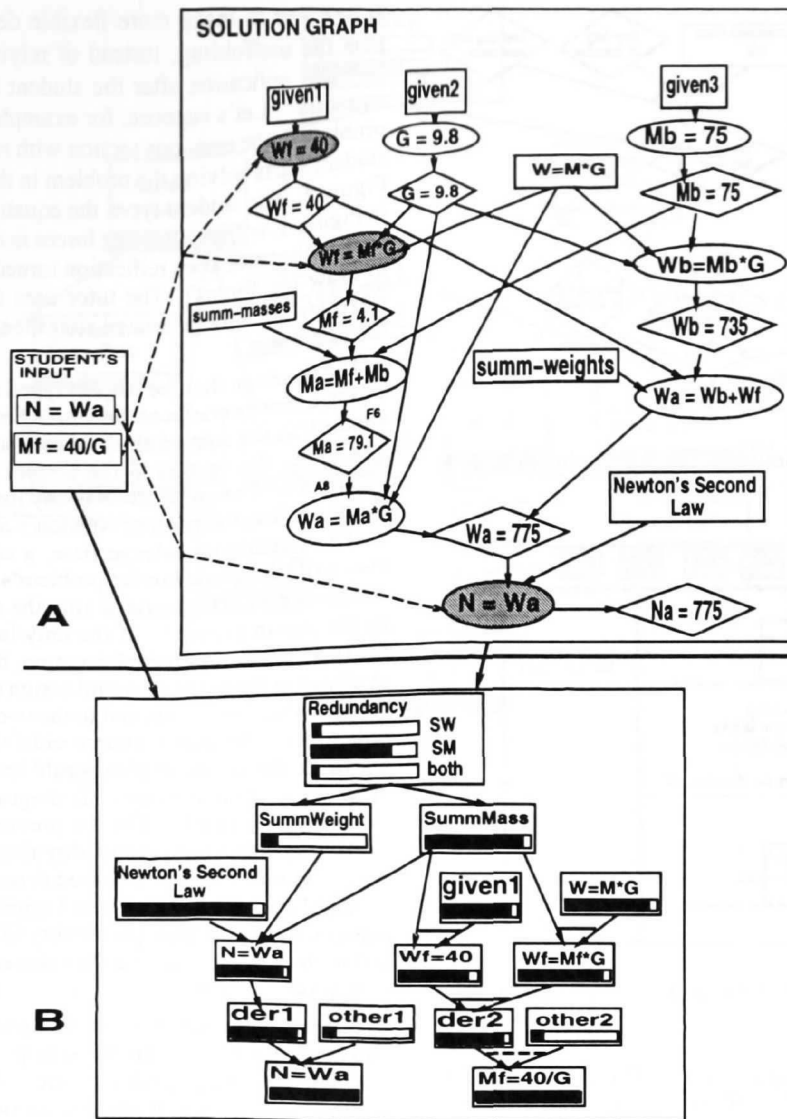 SOLUTION GRAPH
given1
given2
given3
Wf = 40
G = 9.8
Mb = 75
W=M*G
Wf = 40
G = 9.8
Mb = 75
Wf = Mf*G
Wb=Mb*G
summ-masses
Mf = 4.1
Wb = 735
STUDENT'S
INPUT
N = Wa
Mf = 40/G
Ma=Mf+Mb
summ-weights
Wa = Wb+Wf
F6
Ma = 79.1
A8
Wa = Ma*G
Wa = 775
Newton's Second
Law
N = Wa
Na = 775
A
Redundancy
SW
SM
both
SummWeight
SummMass
Newton's Second
Law
given1
W=M*G
N=Wa
Wf=40
Wf=Mf*G
B
der1
other1
der2
other2
N=Wa
Mf=40/G